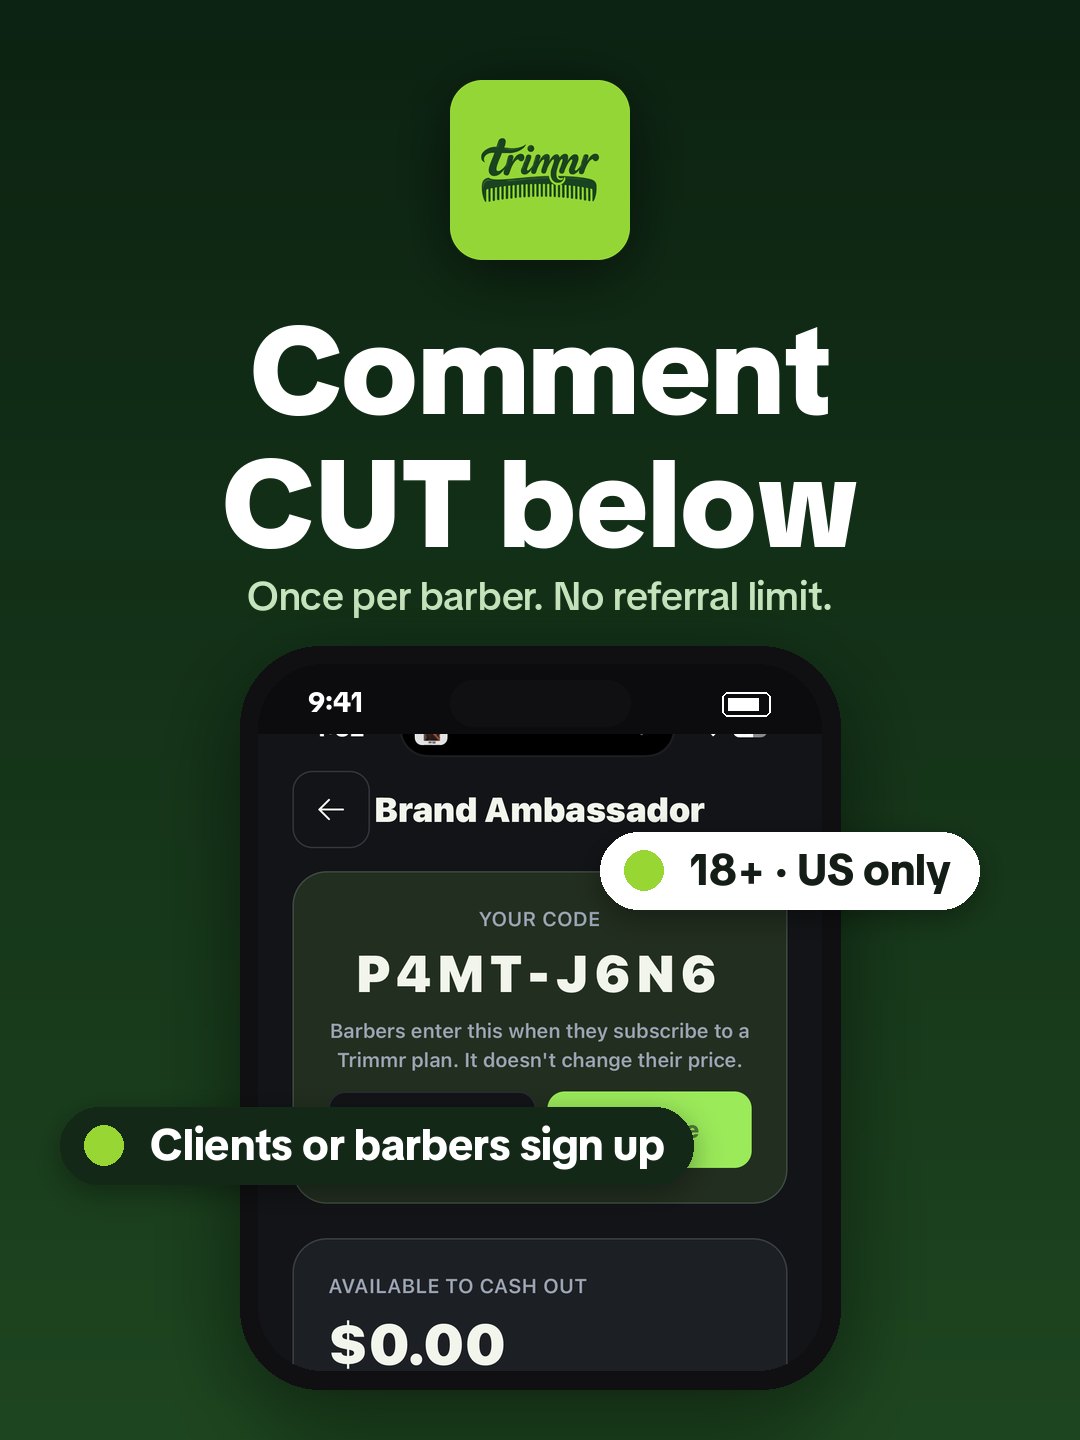 trimmr
Comment
CUT below
Once per barber. No referral limit.
9:41
Brand Ambassador
18+ · US only
YOUR CODE
P4MT-J6N6
Barbers enter this when they subscribe to a
Trimmr plan. It doesn't change their price.
Clients or barbers sign up
AVAILABLE TO CASH OUT
$0.00